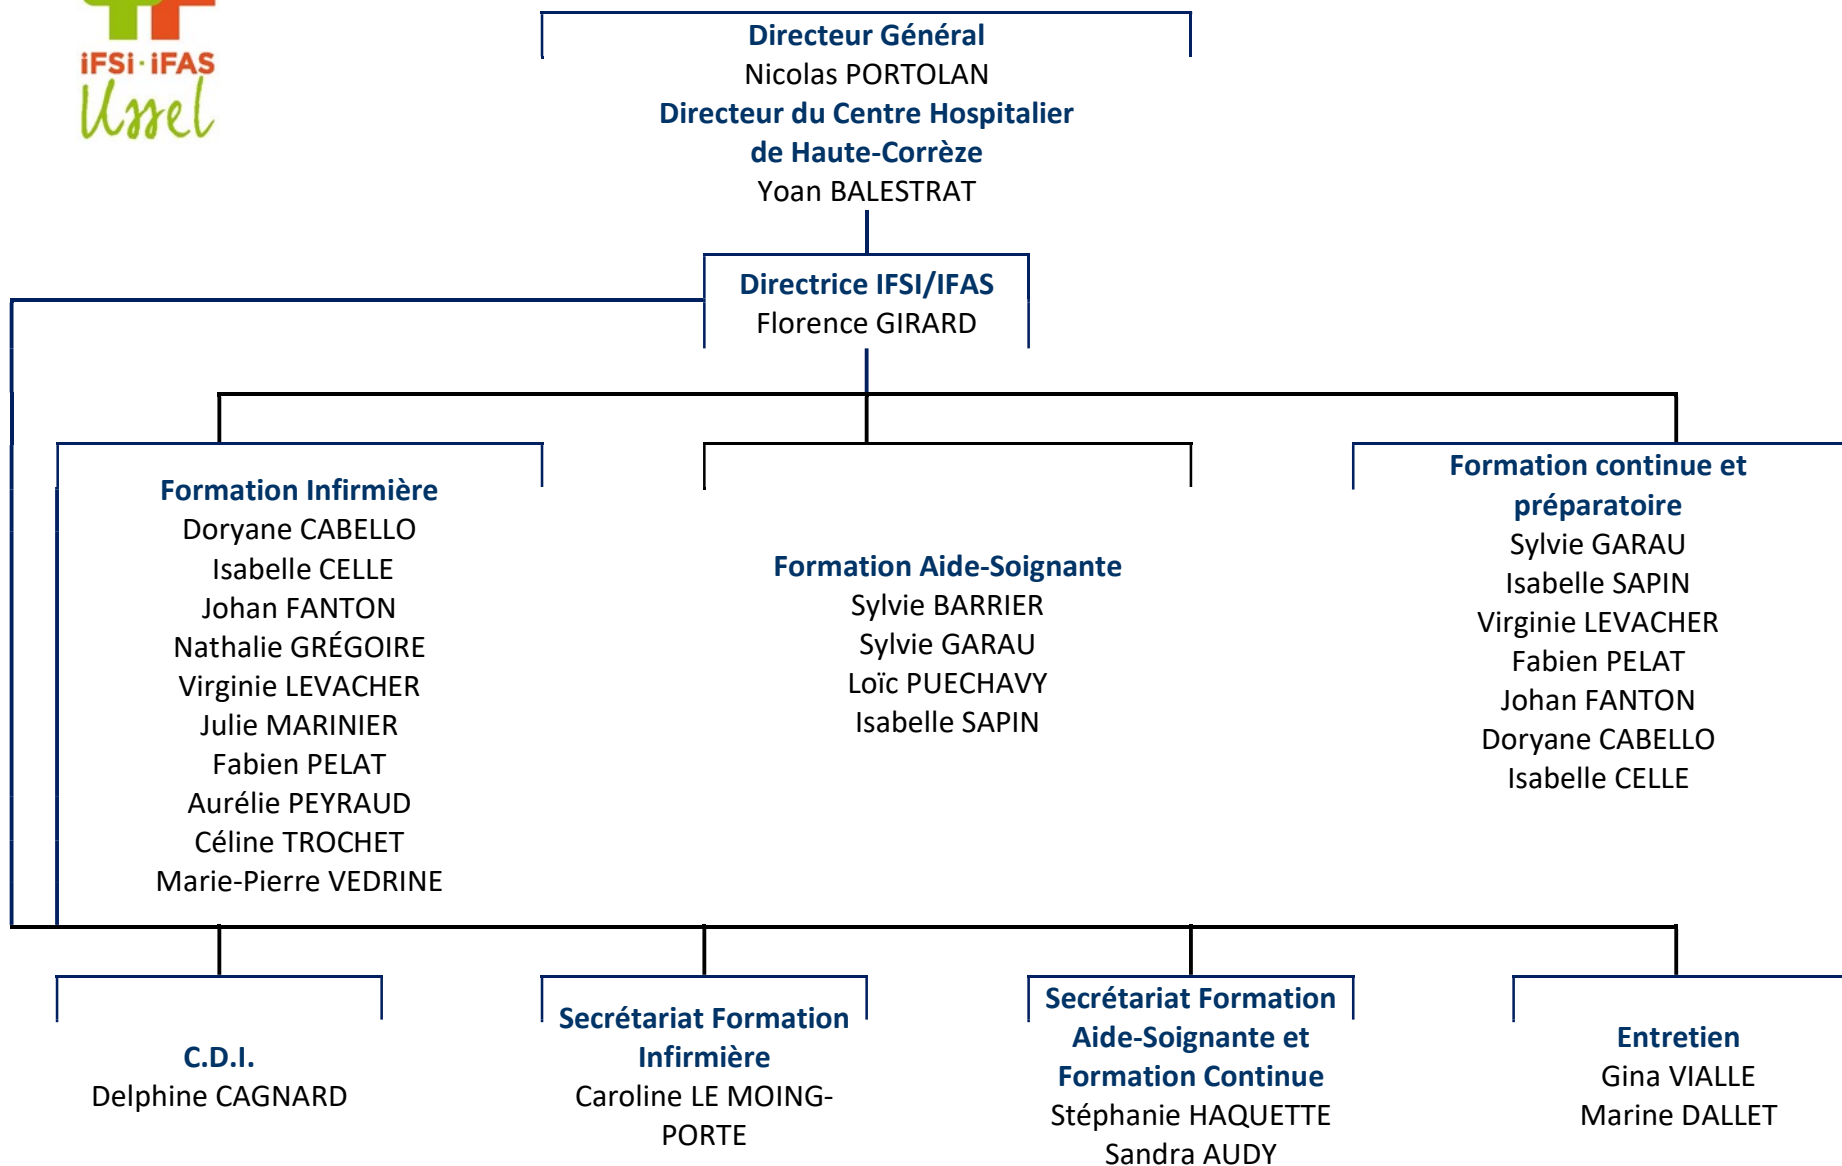 iFSi·iFAS
Ussel
Directeur Général
Nicolas PORTOLAN
Directeur du Centre Hospitalier
de Haute-Corrèze
Yoan BALESTRAT
Directrice IFSI/IFAS
Florence GIRARD
Formation Infirmière
Doryane CABELLO
Isabelle CELLE
Johan FANTON
Nathalie GRÉGOIRE
Virginie LEVACHER
Julie MARINIER
Fabien PELAT
Aurélie PEYRAUD
Céline TROCHET
Marie-Pierre VEDRINE
Formation Aide-Soignante
Sylvie BARRIER
Sylvie GARAU
Loïc PUECHAVY
Isabelle SAPIN
Formation continue et
préparatoire
Sylvie GARAU
Isabelle SAPIN
Virginie LEVACHER
Fabien PELAT
Johan FANTON
Doryane CABELLO
Isabelle CELLE
C.D.I.
Delphine CAGNARD
Secrétariat Formation
Infirmière
Caroline LE MOING-
PORTE
Secrétariat Formation
Aide-Soignante et
Formation Continue
Stéphanie HAQUETTE
Sandra AUDY
Entretien
Gina VIALLE
Marine DALLET